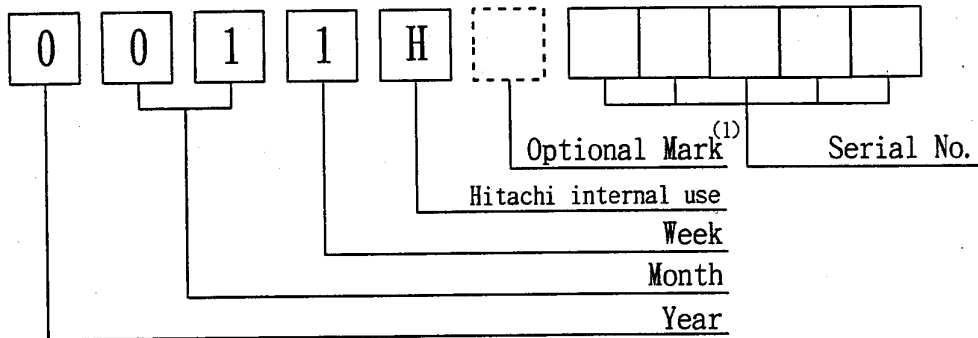 0 0 1 1 H
Optional Mark(1) Serial No.
Hitachi internal use
Week
Month
Year